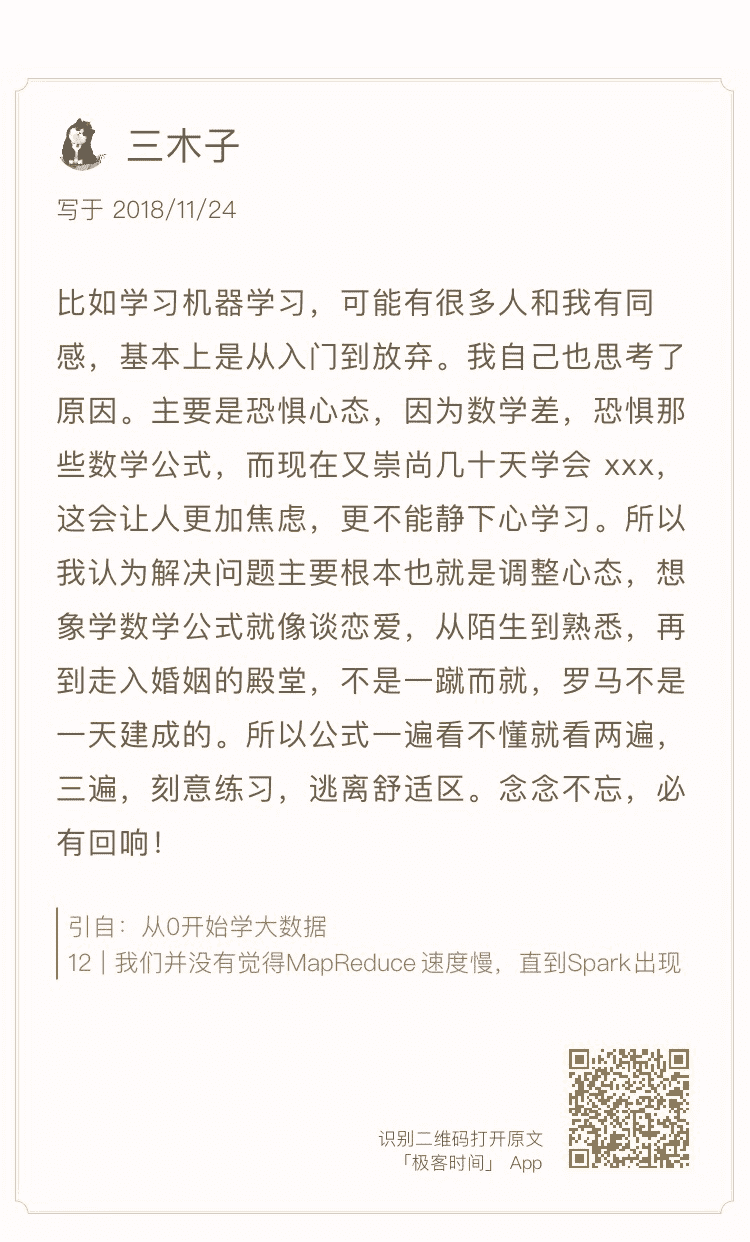 三木子
写于 2018/11/24
比如学习机器学习，可能有很多人和我有同
感，基本上是从入门到放弃。我自己也思考了
原因。主要是恐惧心态，因为数学差，恐惧那
些数学公式，而现在又崇尚几十天学会 xxx，
这会让人更加焦虑，更不能静下心学习。所以
我认为解决问题主要根本也就是调整心态，想
象学数学公式就像谈恋爱，从陌生到熟悉，再
到走入婚姻的殿堂，不是一蹴而就，罗马不是
一天建成的。所以公式一遍看不懂就看两遍，
三遍，刻意练习，逃离舒适区。念念不忘，必
有回响！
引自：从0开始学大数据
12 | 我们并没有觉得MapReduce 速度慢，直到Spark出现
识别二维码打开原文
「极客时间」 App